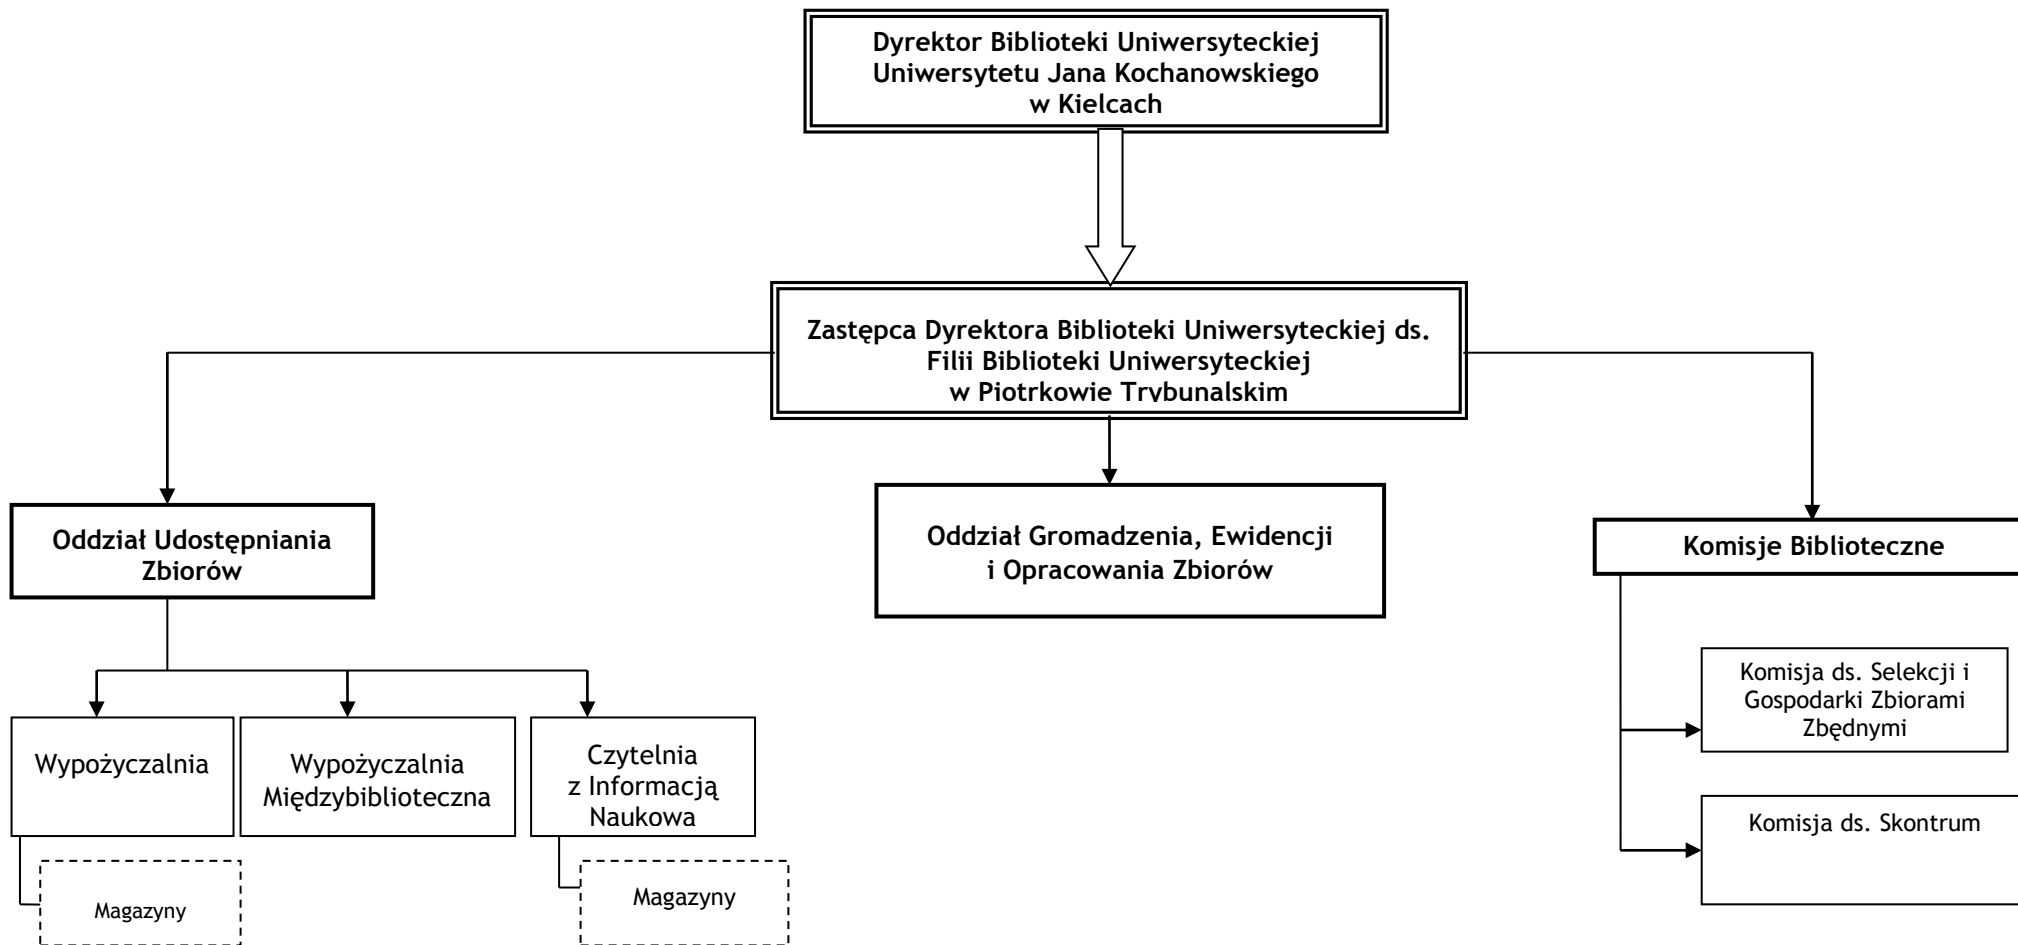 Dyrektor Biblioteki Uniwersyteckiej
Uniwersytetu Jana Kochanowskiego
w Kielcach
Zastępca Dyrektora Biblioteki Uniwersyteckiej ds.
Filii Biblioteki Uniwersyteckiej
w Piotrkowie Trybunalskim
Oddział Udostępniania
Zbiorów
Oddział Gromadzenia, Ewidencji
i Opracowania Zbiorów
Komisje Biblioteczne
Wypożyczalnia
Wypożyczalnia
Międzybiblioteczna
Czytelnia
z Informacją
Naukowa
Magazyny
Magazyny
Komisja ds. Selekcji i
Gospodarki Zbiorami
Zbędnymi
Komisja ds. Skontrum